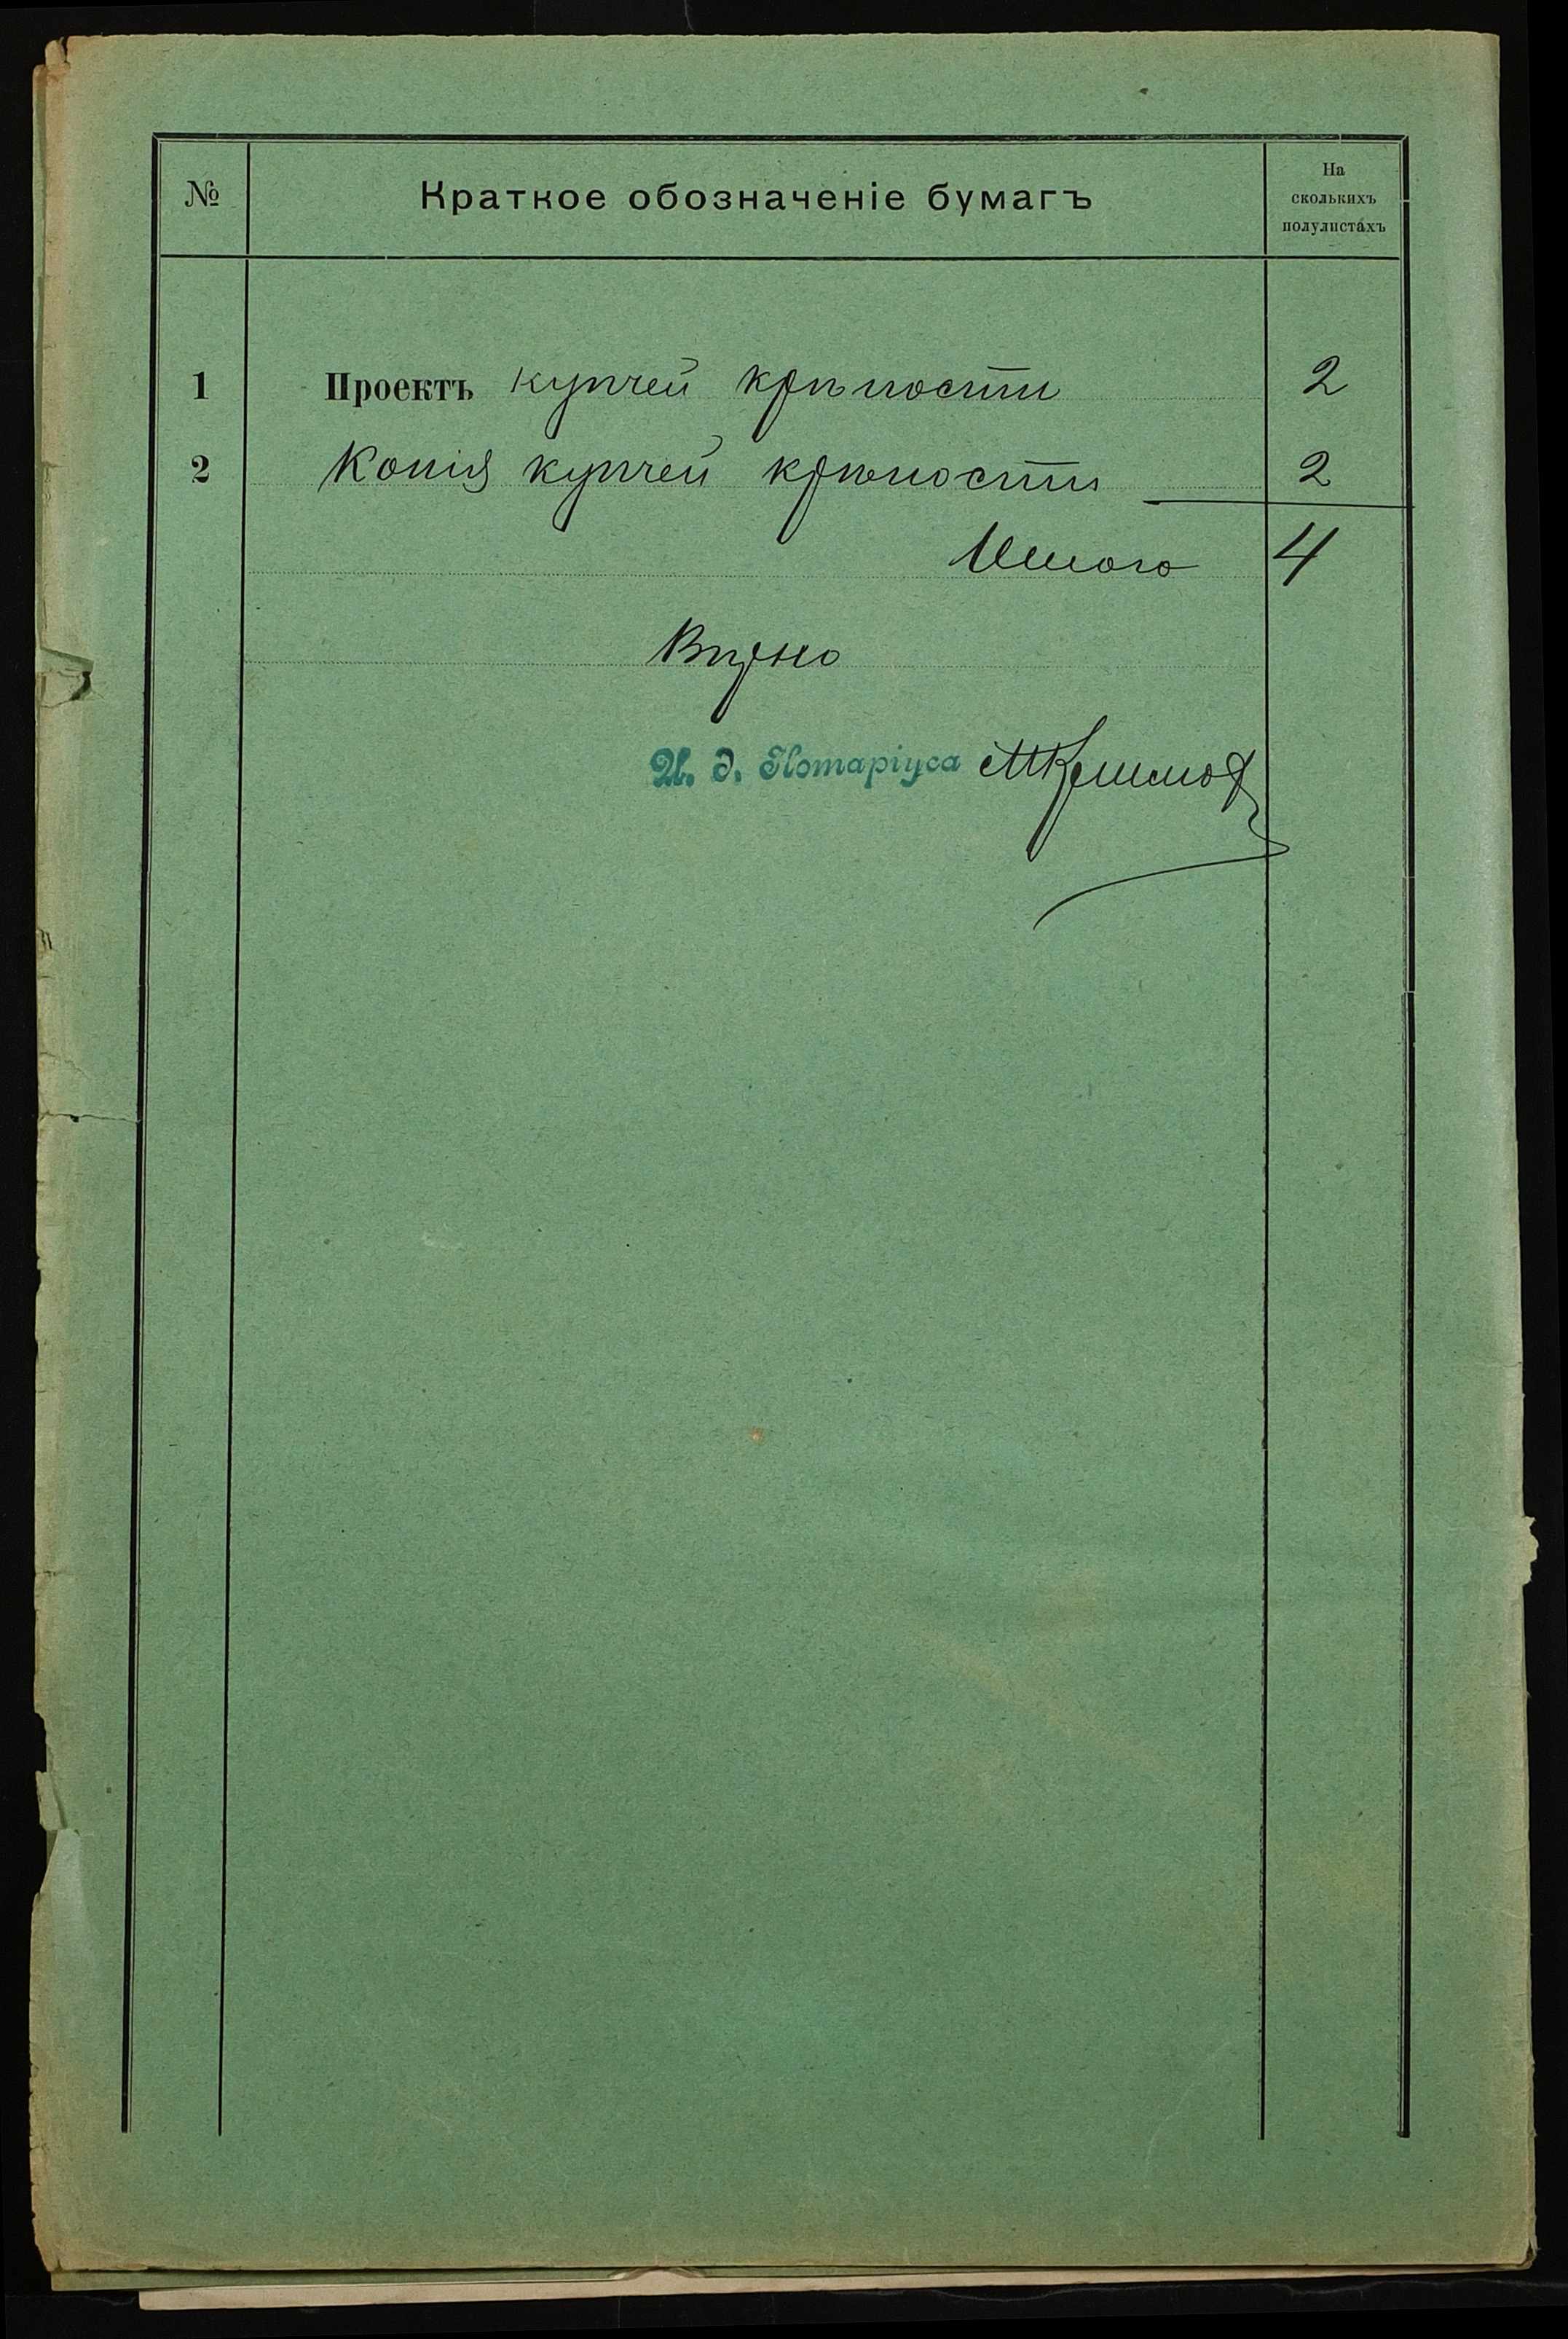 № Краткое обозначеніе бумагъ На
сколькихъ
полулистахъ
1 Проектъ купчей крѣпости 2
2 Копія купчей крѣпости 2
Итого 4
Вѣрно
И. д. Нотаріуса